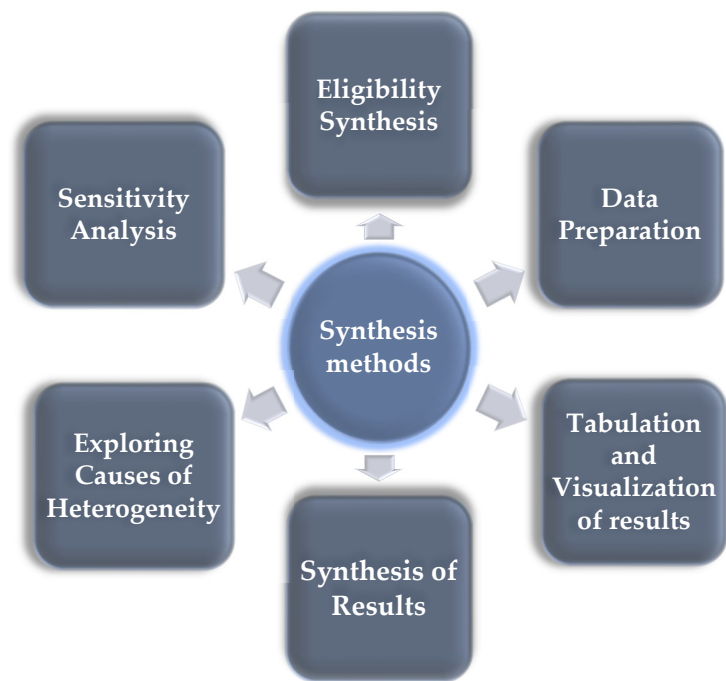 Eligibility
Synthesis
Sensitivity
Analysis
Data
Preparation
Synthesis
methods
Exploring
Causes of
Heterogeneity
Tabulation
and
Visualization
of results
Synthesis of
Results